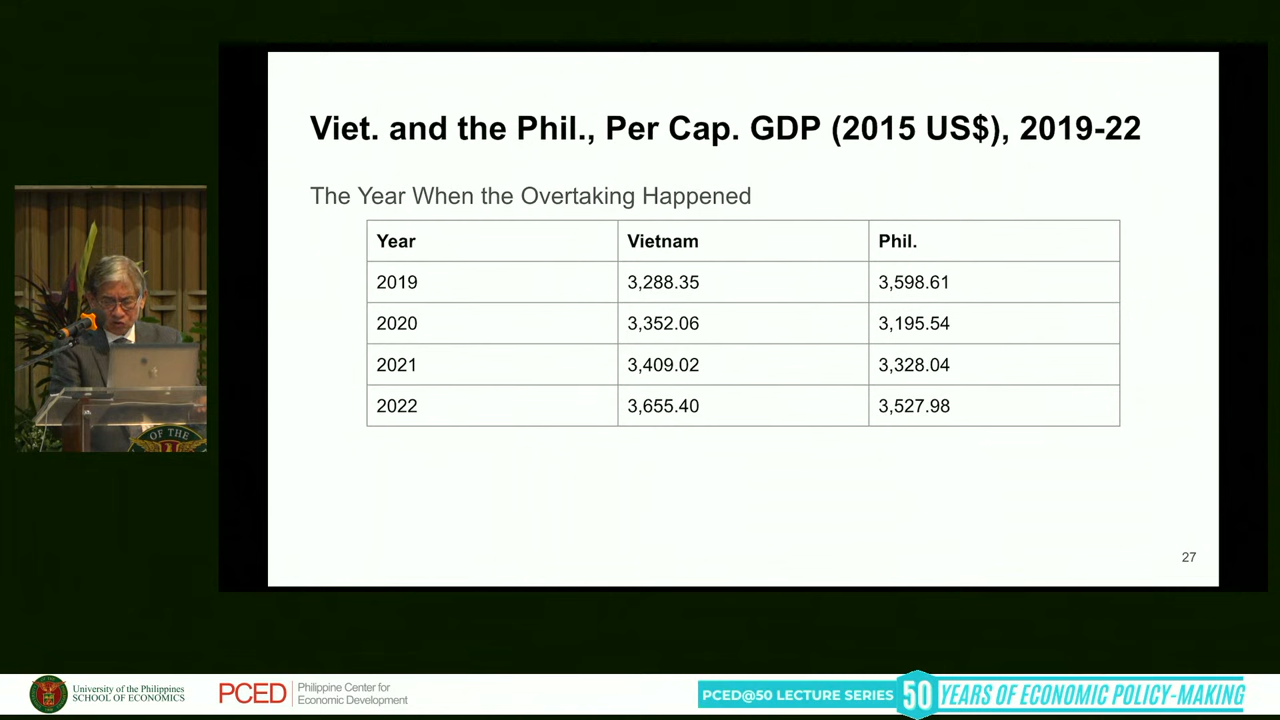 Viet. and the Phil., Per Cap. GDP (2015 US$), 2019-22
The Year When the Overtaking Happened
Year Vietnam Phil.
2019 3,288.35 3,598.61
2020 3,352.06 3,195.54
2021 3,409.02 3,328.04
2022 3,655.40 3,527.98
27
OF THE
University of the Philippines
SCHOOL OF ECONOMICS
PCED
Philippine Center for
Economic Development
PCED@50 LECTURE SERIES 50 YEARS OF ECONOMIC POLICY-MAKING